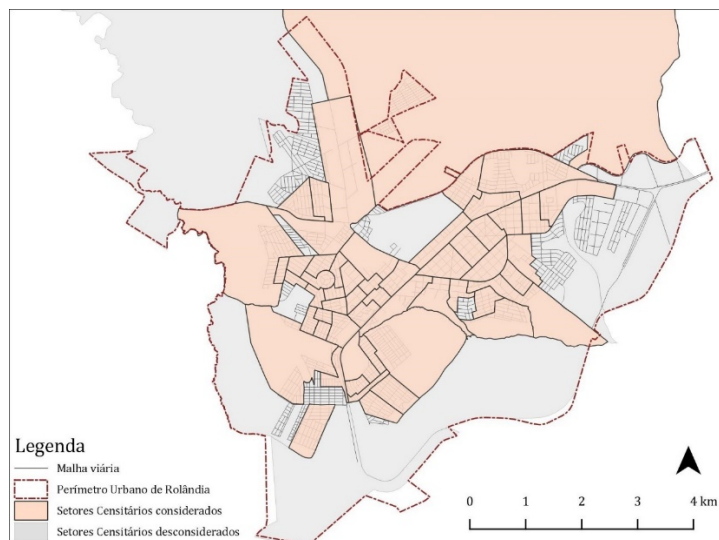 Legenda
Malha viária
Perímetro Urbano de Rolândia
Setores Censitários considerados
Setores Censitários desconsiderados
0 1 2 3 4 km